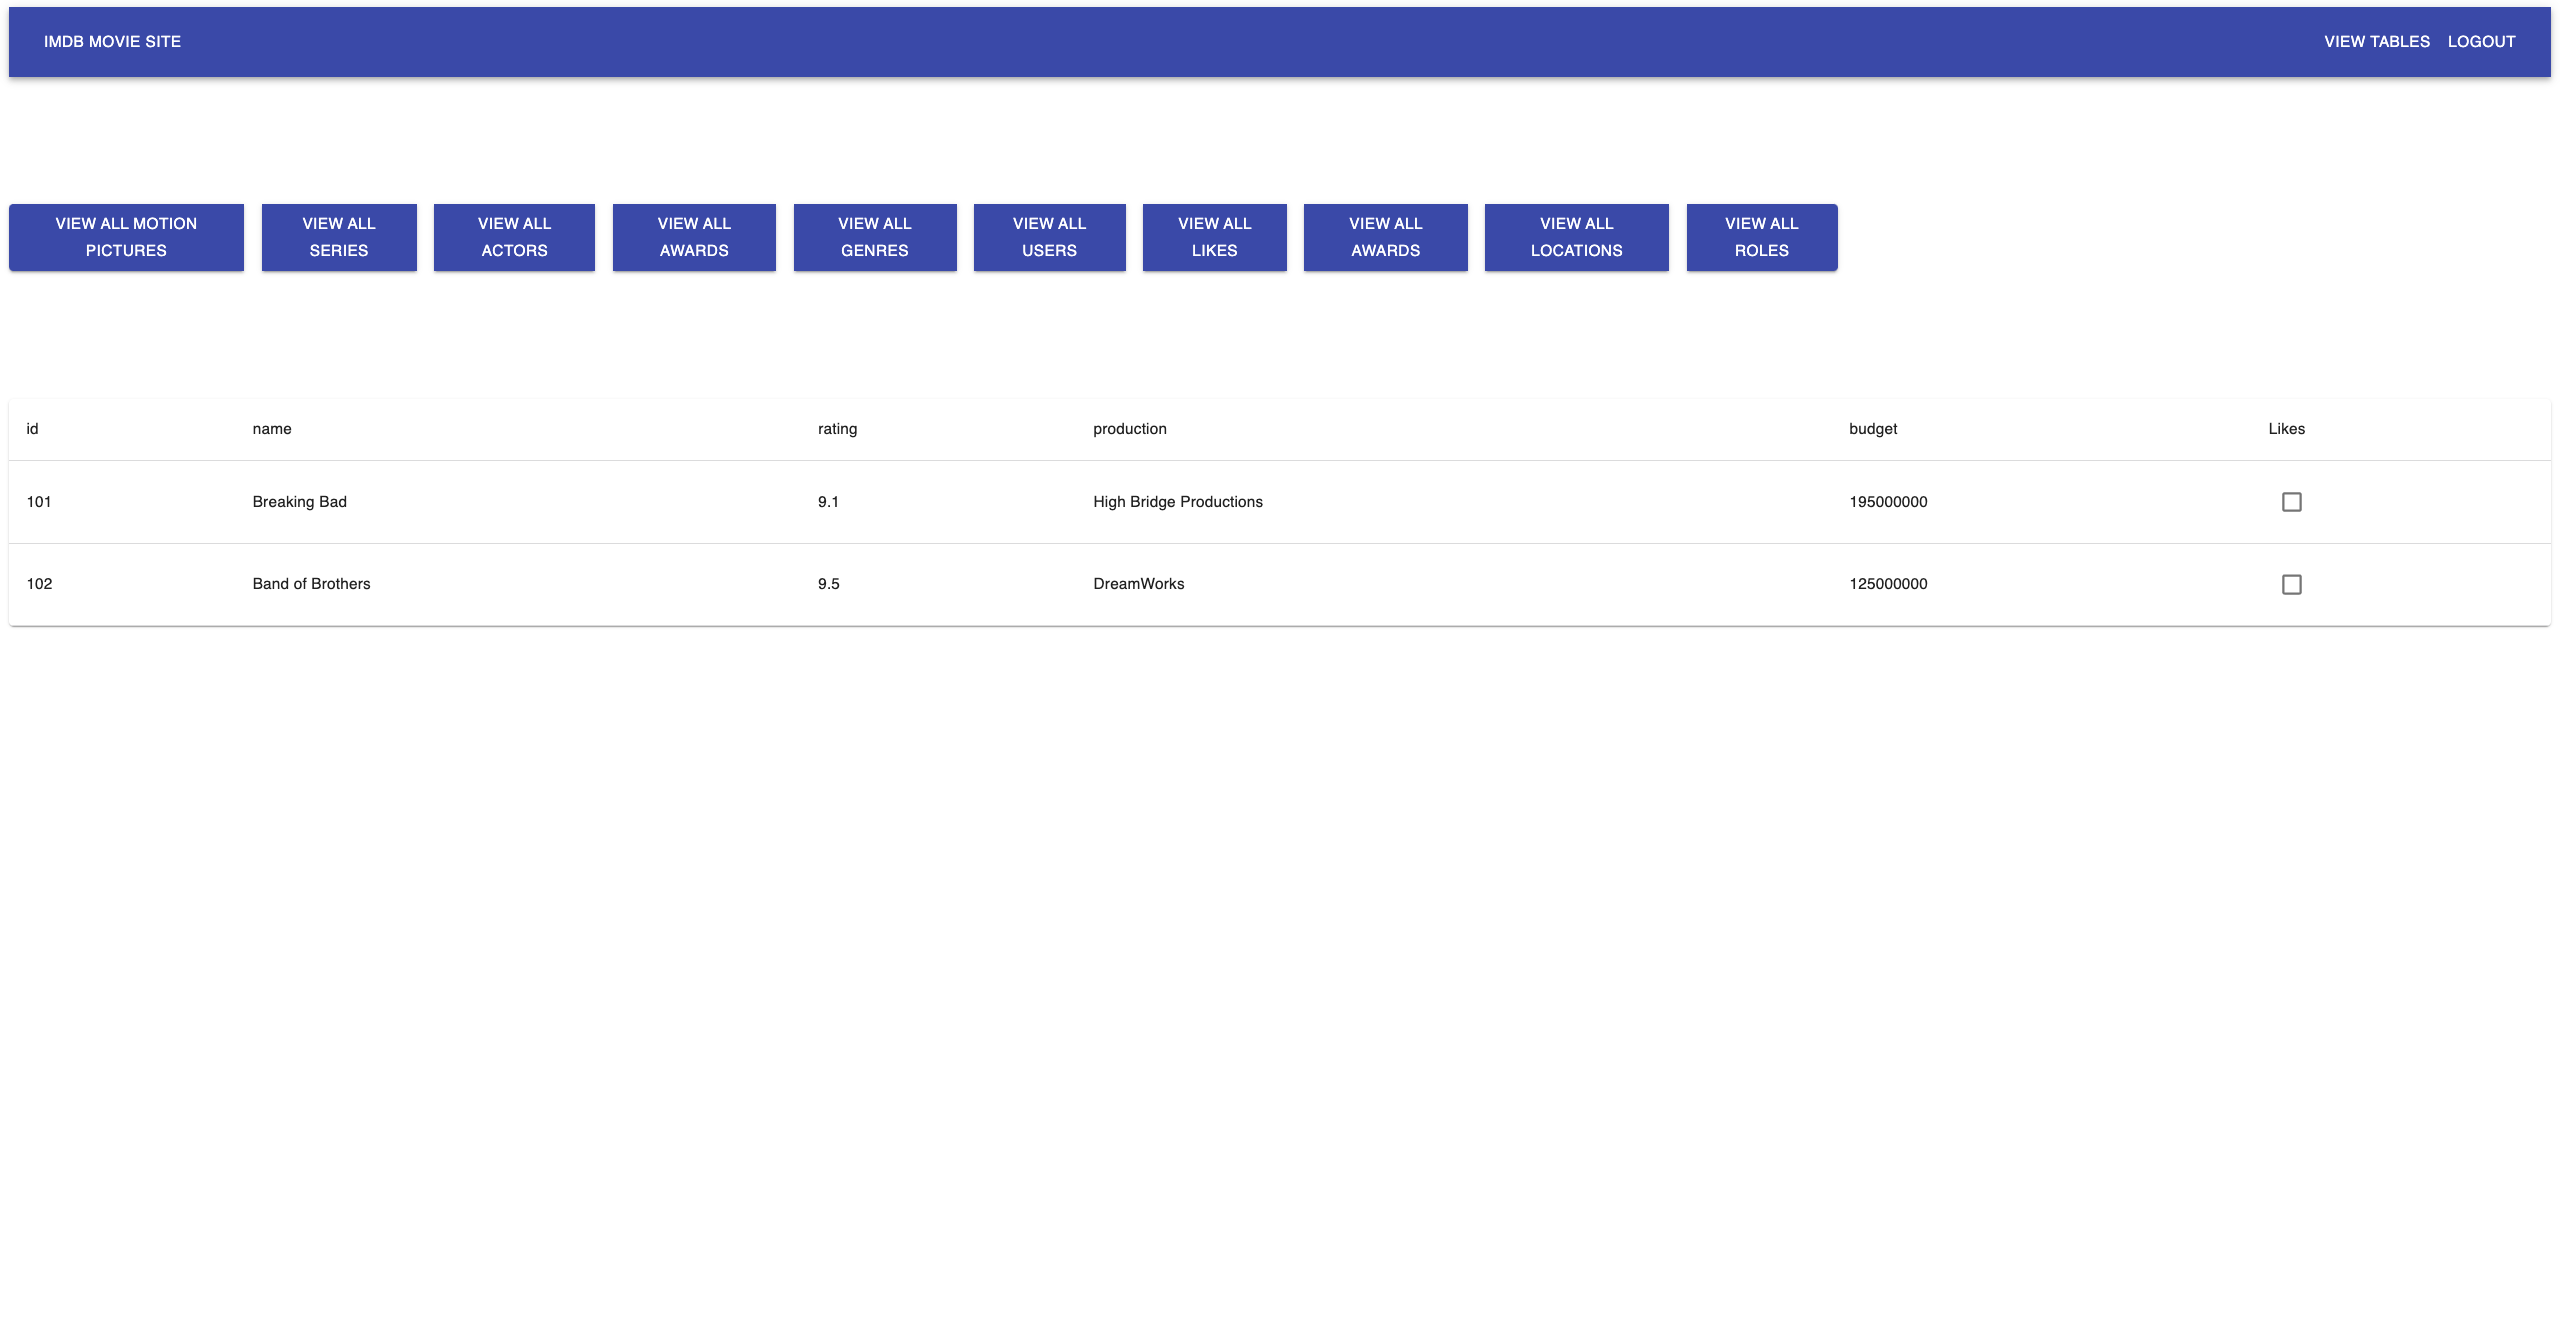 IMDB MOVIE SITE VIEW TABLES LOGOUT
VIEW ALL MOTION PICTURES
VIEW ALL SERIES
VIEW ALL ACTORS
VIEW ALL AWARDS
VIEW ALL GENRES
VIEW ALL USERS
VIEW ALL LIKES
VIEW ALL AWARDS
VIEW ALL LOCATIONS
VIEW ALL ROLES
id name rating production budget Likes
101 Breaking Bad 9.1 High Bridge Productions 195000000
102 Band of Brothers 9.5 DreamWorks 125000000